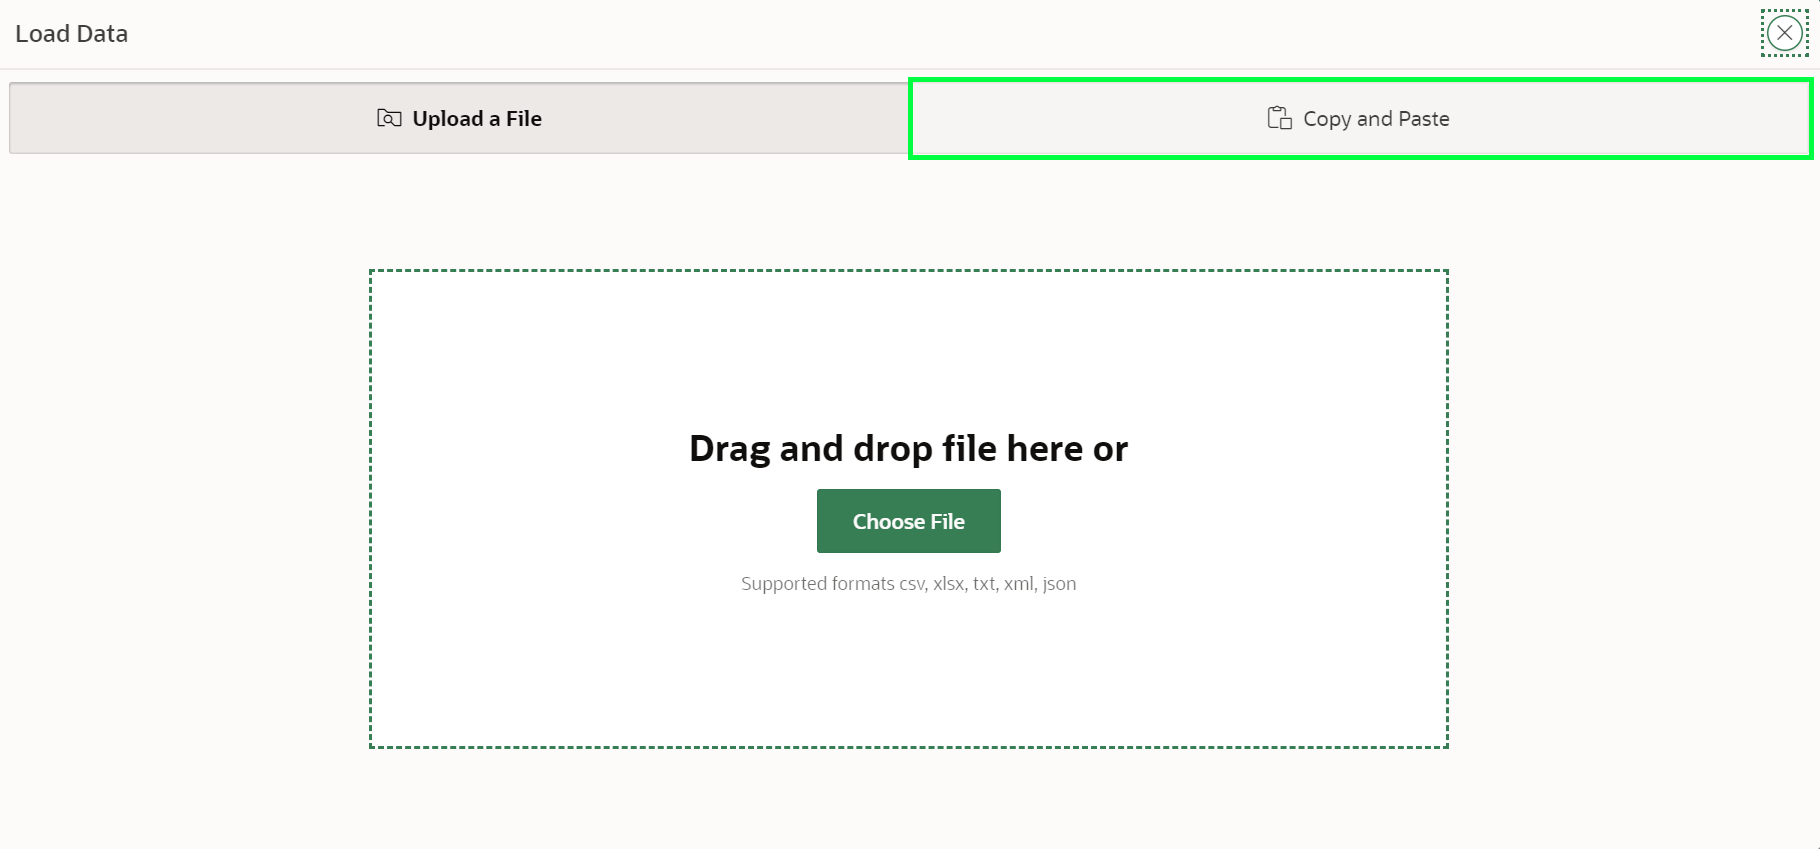 Load Data
Upload a File
Copy and Paste
Drag and drop file here or
Choose File
Supported formats csv, xlsx, txt, xml, json